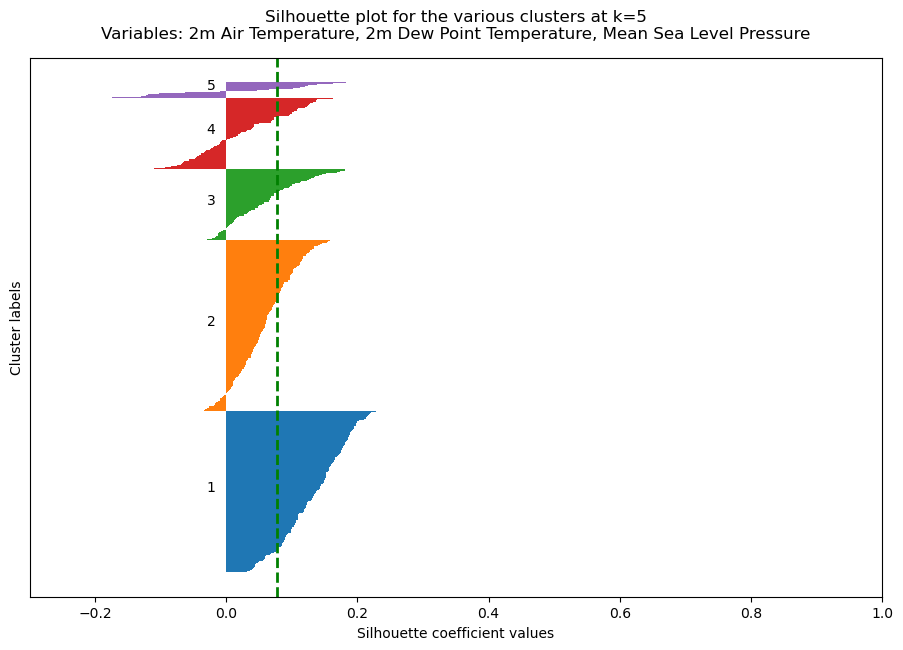 Silhouette plot for the various clusters at k=5
Variables: 2m Air Temperature, 2m Dew Point Temperature, Mean Sea Level Pressure
5
4
3
2
1
Cluster labels
−0.2 0.0 0.2 0.4 0.6 0.8 1.0
Silhouette coefficient values